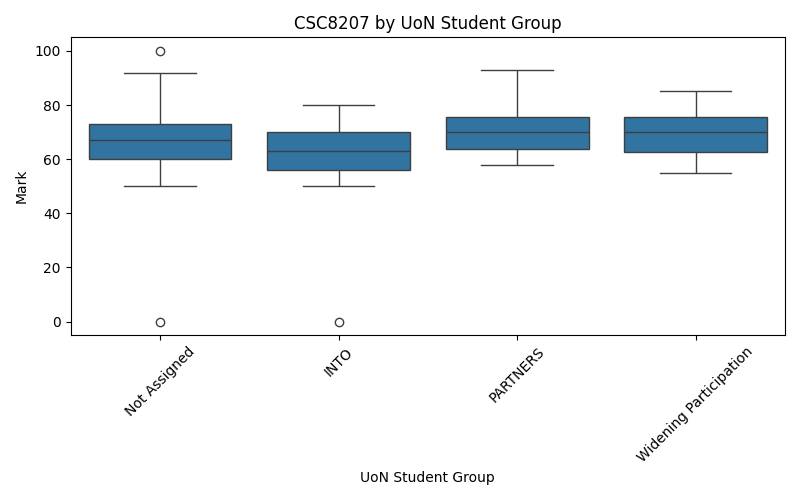 CSC8207 by UoN Student Group
Mark
100
80
60
40
20
0
Not Assigned
INTO
PARTNERS
Widening Participation
UoN Student Group